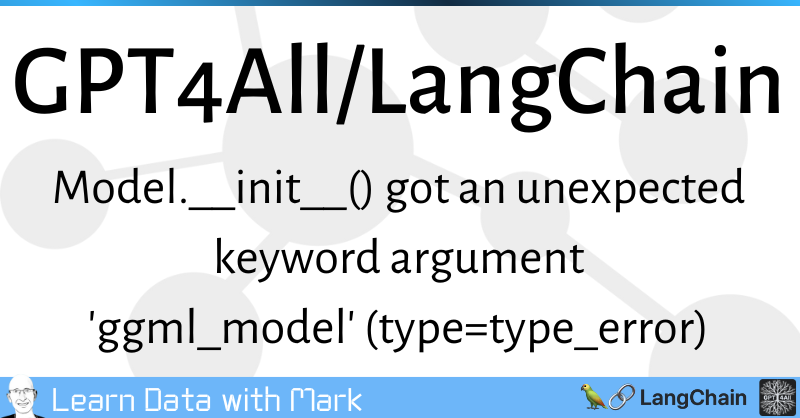 GPT4All/LangChain
Model.__init__() got an unexpected
keyword argument
'ggml_model' (type=type_error)
Learn Data with Mark
LangChain
GPT4All